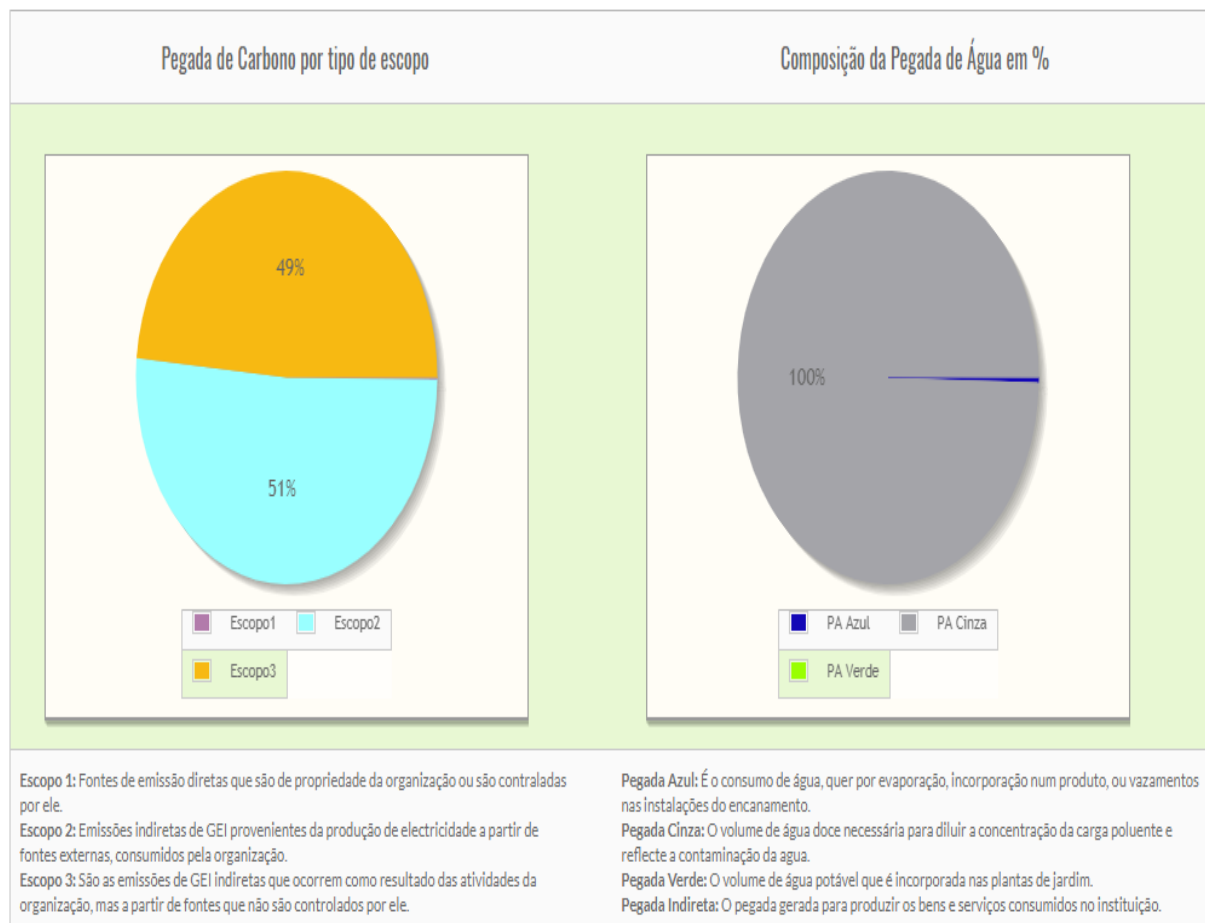 Pegada de Carbono por tipo de escopo
Composição da Pegada de Água em %
49%
51%
Escopo1
Escopo2
Escopo3
100%
PA Azul
PA Cinza
PA Verde
Escopo 1: Fontes de emissão diretas que são de propriedade da organização ou são contraladas
por ele.
Escopo 2: Emissões indiretas de GEI provenientes da produção de electricidade a partir de
fontes externas, consumidos pela organização.
Escopo 3: São as emissões de GEI indiretas que ocorrem como resultado das atividades da
organização, mas a partir de fontes que não são controlados por ele.
Pegada Azul: É o consumo de água, quer por evaporação, incorporação num produto, ou vazamentos
nas instalações do encanamento.
Pegada Cinza: O volume de água doce necessária para diluir a concentração da carga poluente e
reflecte a contaminação da agua.
Pegada Verde: O volume de água potável que é incorporada nas plantas de jardim.
Pegada Indireta: O pegada gerada para produzir os bens e serviços consumidos no instituição.